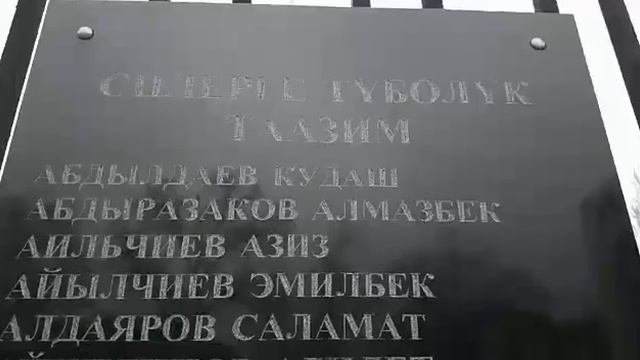 СИЛЕРГЕ ТҮБӨЛҮК
ТААЗИМ
АБДЫЛДАЕВ КУДАШ
АБДЫРАЗАКОВ АЛМАЗБЕК
АИЛЬЧИЕВ АЗИЗ
АЙЫЛЧИЕВ ЭМИЛБЕК
АЛДАЯРОВ САЛАМАТ